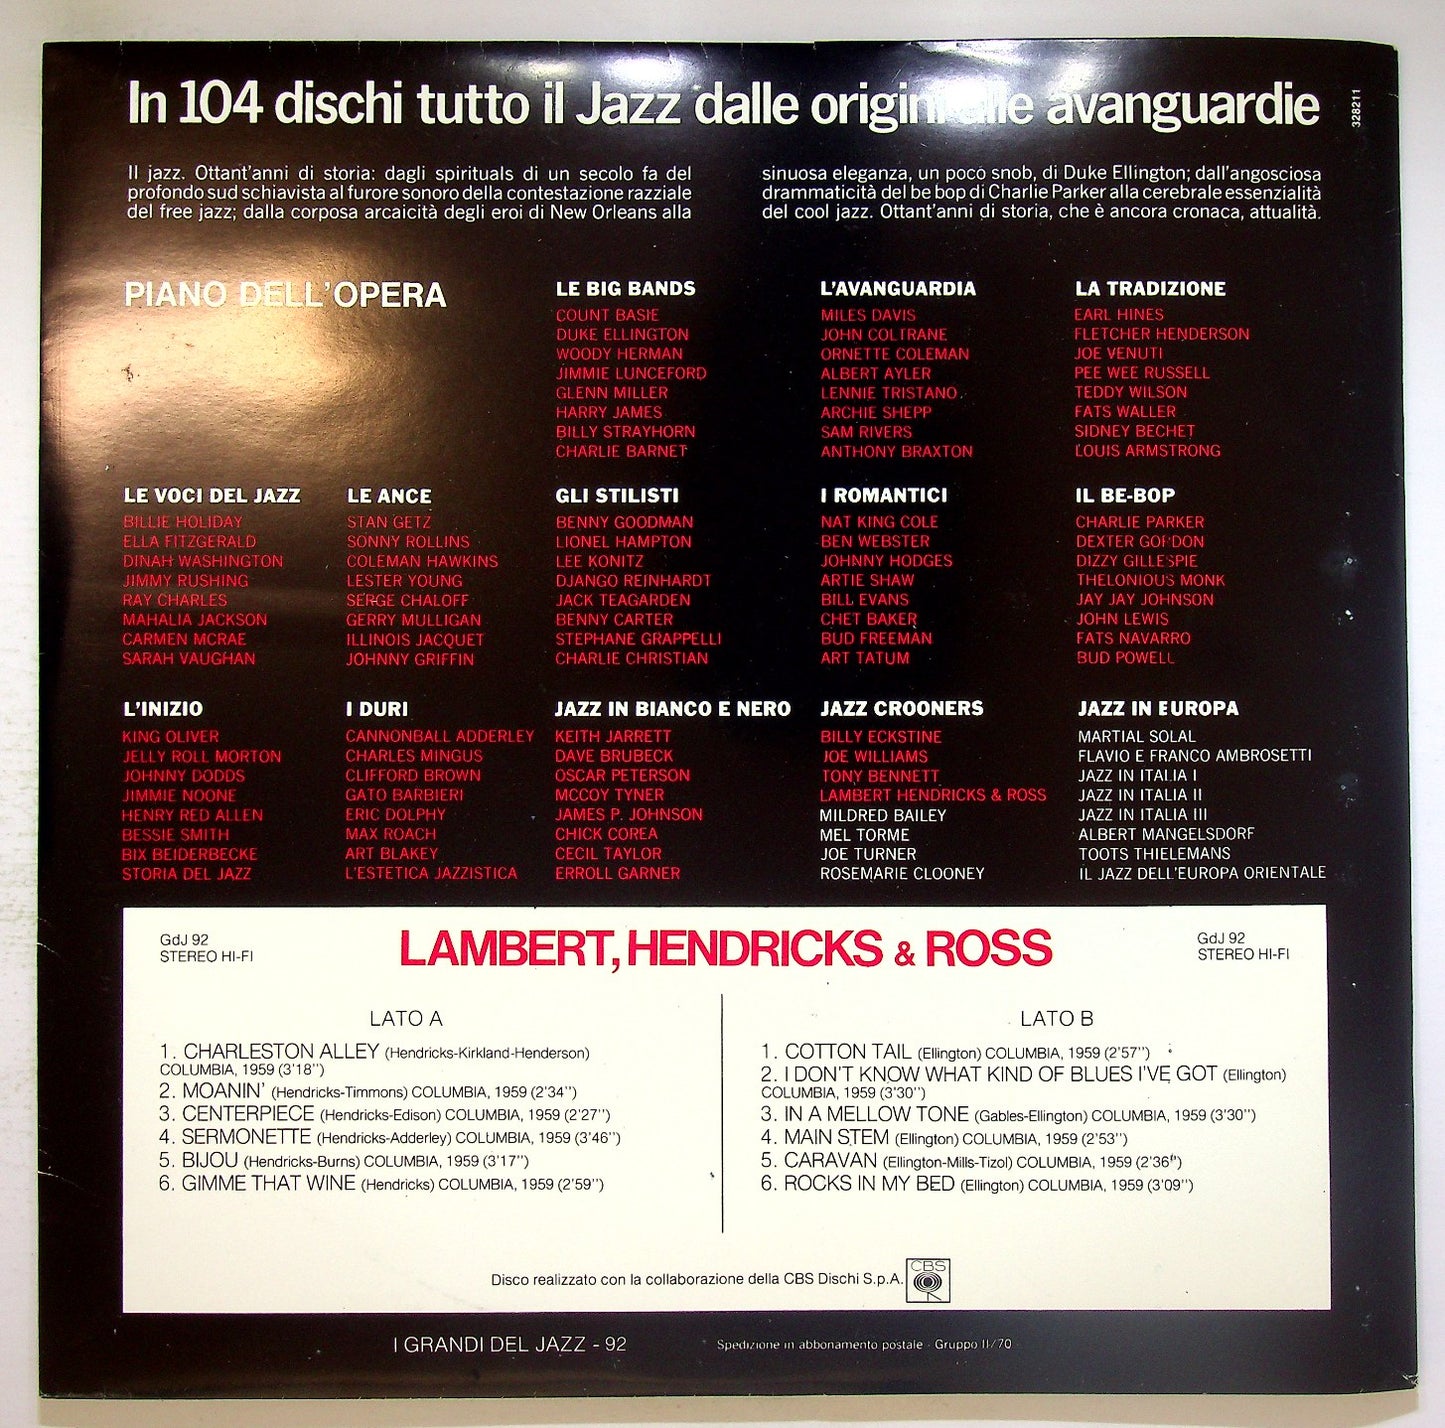 In 104 dischi tutto il Jazz dalle origini alle avanguardie
328211
Il jazz. Ottant'anni di storia: dagli spirituals di un secolo fa del
profondo sud schiavista al furore sonoro della contestazione razziale
del free jazz; dalla corposa arcaicità degli eroi di New Orleans alla
sinuosa eleganza, un poco snob, di Duke Ellington; dall'angosciosa
drammaticità del be bop di Charlie Parker alla cerebrale essenzialità
del cool jazz. Ottant'anni di storia, che è ancora cronaca, attualità.
PIANO DELL'OPERA
LE BIG BANDS
COUNT BASIE
DUKE ELLINGTON
WOODY HERMAN
JIMMIE LUNCEFORD
GLENN MILLER
HARRY JAMES
BILLY STRAYHORN
CHARLIE BARNET
L'AVANGUARDIA
MILES DAVIS
JOHN COLTRANE
ORNETTE COLEMAN
ALBERT AYLER
LENNIE TRISTANO
ARCHIE SHEPP
SAM RIVERS
ANTHONY BRAXTON
LA TRADIZIONE
EARL HINES
FLETCHER HENDERSON
JOE VENUTI
PEE WEE RUSSELL
TEDDY WILSON
FATS WALLER
SIDNEY BECHET
LOUIS ARMSTRONG
LE VOCI DEL JAZZ
BILLIE HOLIDAY
ELLA FITZGERALD
DINAH WASHINGTON
JIMMY RUSHING
RAY CHARLES
MAHALIA JACKSON
CARMEN MCRAE
SARAH VAUGHAN
LE ANCE
STAN GETZ
SONNY ROLLINS
COLEMAN HAWKINS
LESTER YOUNG
SERGE CHALOFF
GERRY MULLIGAN
ILLINOIS JACQUET
JOHNNY GRIFFIN
GLI STILISTI
BENNY GOODMAN
LIONEL HAMPTON
LEE KONITZ
DJANGO REINHARDT
JACK TEAGARDEN
BENNY CARTER
STEPHANE GRAPPELLI
CHARLIE CHRISTIAN
I ROMANTICI
NAT KING COLE
BEN WEBSTER
JOHNNY HODGES
ARTIE SHAW
BILL EVANS
CHET BAKER
BUD FREEMAN
ART TATUM
IL BE-BOP
CHARLIE PARKER
DEXTER GORDON
DIZZY GILLESPIE
THELONIOUS MONK
JAY JAY JOHNSON
JOHN LEWIS
FATS NAVARRO
BUD POWELL
L'INIZIO
KING OLIVER
JELLY ROLL MORTON
JOHNNY DODDS
JIMMIE NOONE
HENRY RED ALLEN
BESSIE SMITH
BIX BEIDERBECKE
STORIA DEL JAZZ
I DURI
CANNONBALL ADDERLEY
CHARLES MINGUS
CLIFFORD BROWN
GATO BARBIERI
ERIC DOLPHY
MAX ROACH
ART BLAKEY
L'ESTETICA JAZZISTICA
JAZZ IN BIANCO E NERO
KEITH JARRETT
DAVE BRUBECK
OSCAR PETERSON
MCCOY TYNER
JAMES P. JOHNSON
CHICK COREA
CECIL TAYLOR
ERROLL GARNER
JAZZ CROONERS
BILLY ECKSTINE
JOE WILLIAMS
TONY BENNETT
LAMBERT HENDRICKS & ROSS
MILDRED BAILEY
MEL TORME
JOE TURNER
ROSEMARIE CLOONEY
JAZZ IN EUROPA
MARTIAL SOLAL
FLAVIO E FRANCO AMBROSETTI
JAZZ IN ITALIA I
JAZZ IN ITALIA II
JAZZ IN ITALIA III
ALBERT MANGELSDORF
TOOTS THIELEMANS
IL JAZZ DELL'EUROPA ORIENTALE
GdJ 92
STEREO HI-FI
LAMBERT, HENDRICKS & ROSS
GdJ 92
STEREO HI-FI
LATO A
1. CHARLESTON ALLEY (Hendricks-Kirkland-Henderson)
COLUMBIA, 1959 (3'18'')
2. MOANIN' (Hendricks-Timmons) COLUMBIA, 1959 (2'34'')
3. CENTERPIECE (Hendricks-Edison) COLUMBIA, 1959 (2'27'')
4. SERMONETTE (Hendricks-Adderley) COLUMBIA, 1959 (3'46'')
5. BIJOU (Hendricks-Burns) COLUMBIA, 1959 (3'17'')
6. GIMME THAT WINE (Hendricks) COLUMBIA, 1959 (2'59'')
LATO B
1. COTTON TAIL (Ellington) COLUMBIA, 1959 (2'57'')
2. I DON'T KNOW WHAT KIND OF BLUES I'VE GOT (Ellington)
COLUMBIA, 1959 (3'30'')
3. IN A MELLOW TONE (Gables-Ellington) COLUMBIA, 1959 (3'30'')
4. MAIN STEM (Ellington) COLUMBIA, 1959 (2'53'')
5. CARAVAN (Ellington-Mills-Tizol) COLUMBIA, 1959 (2'36'')
6. ROCKS IN MY BED (Ellington) COLUMBIA, 1959 (3'09'')
Disco realizzato con la collaborazione della CBS Dischi S.p.A.
CBS
I GRANDI DEL JAZZ - 92
Spedizione in abbonamento postale - Gruppo II/70